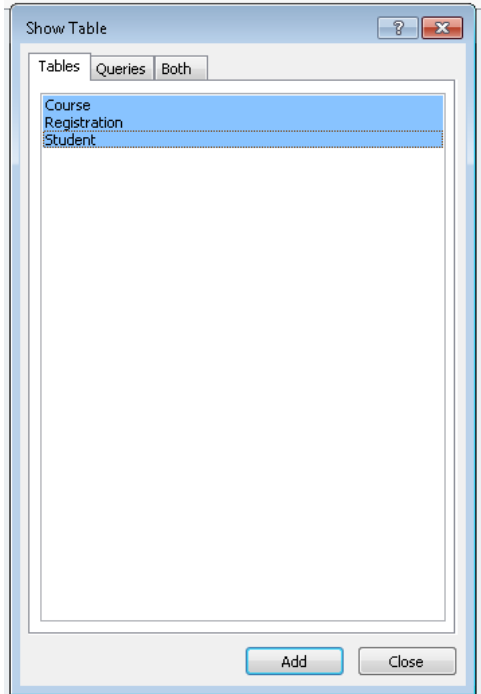 Show Table
?
Tables Queries Both
Course
Registration
Student
Add Close